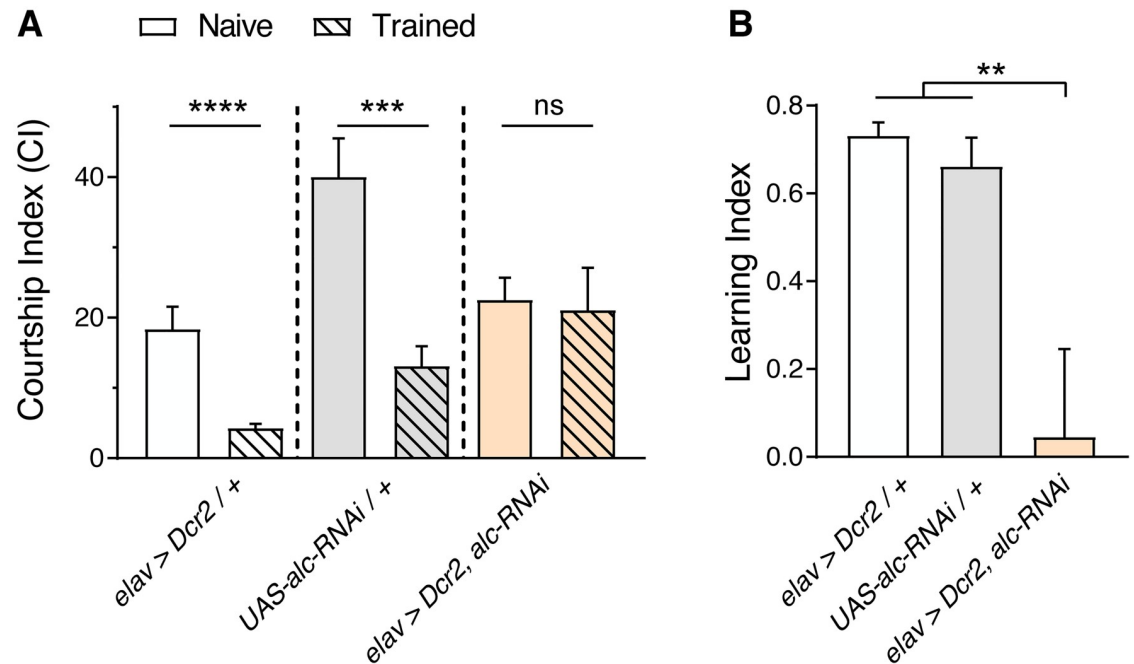 A
Naive
Trained
Courtship Index (CI)
40
20
0
****
***
ns
elav > Dcr2 / +
UAS-alc-RNAi / +
elav > Dcr2, alc-RNAi
B
Learning Index
0.8
0.6
0.4
0.2
0.0
**
elav > Dcr2 / +
UAS-alc-RNAi / +
elav > Dcr2, alc-RNAi